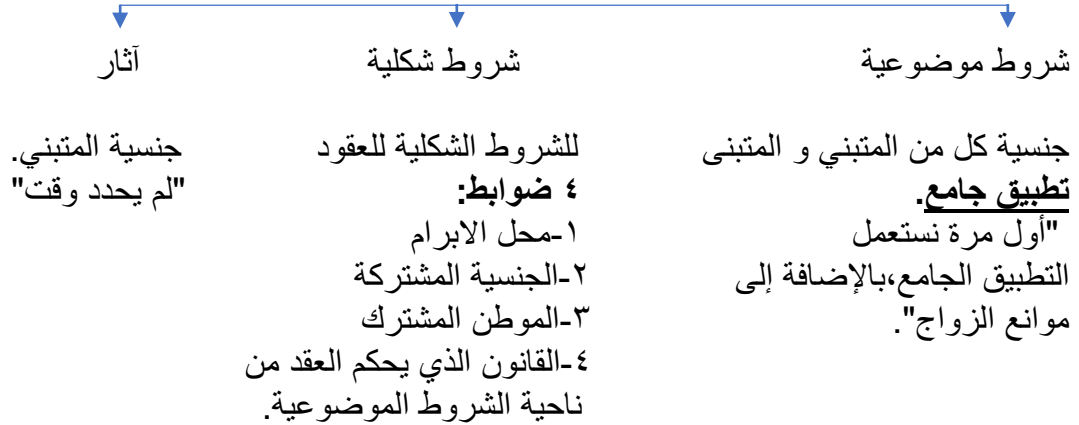 شروط موضوعية
جنسية كل من المتبني و المتبنى
تطبيق جامع.
"أول مرة نستعمل
التطبيق الجامع،بالإضافة إلى
موانع الزواج".
شروط شكلية
للشروط الشكلية للعقود
٤ ضوابط:
١-محل الابرام
٢-الجنسية المشتركة
٣-الموطن المشترك
٤-القانون الذي يحكم العقد من
ناحية الشروط الموضوعية.
آثار
جنسية المتبني.
"لم يحدد وقت"